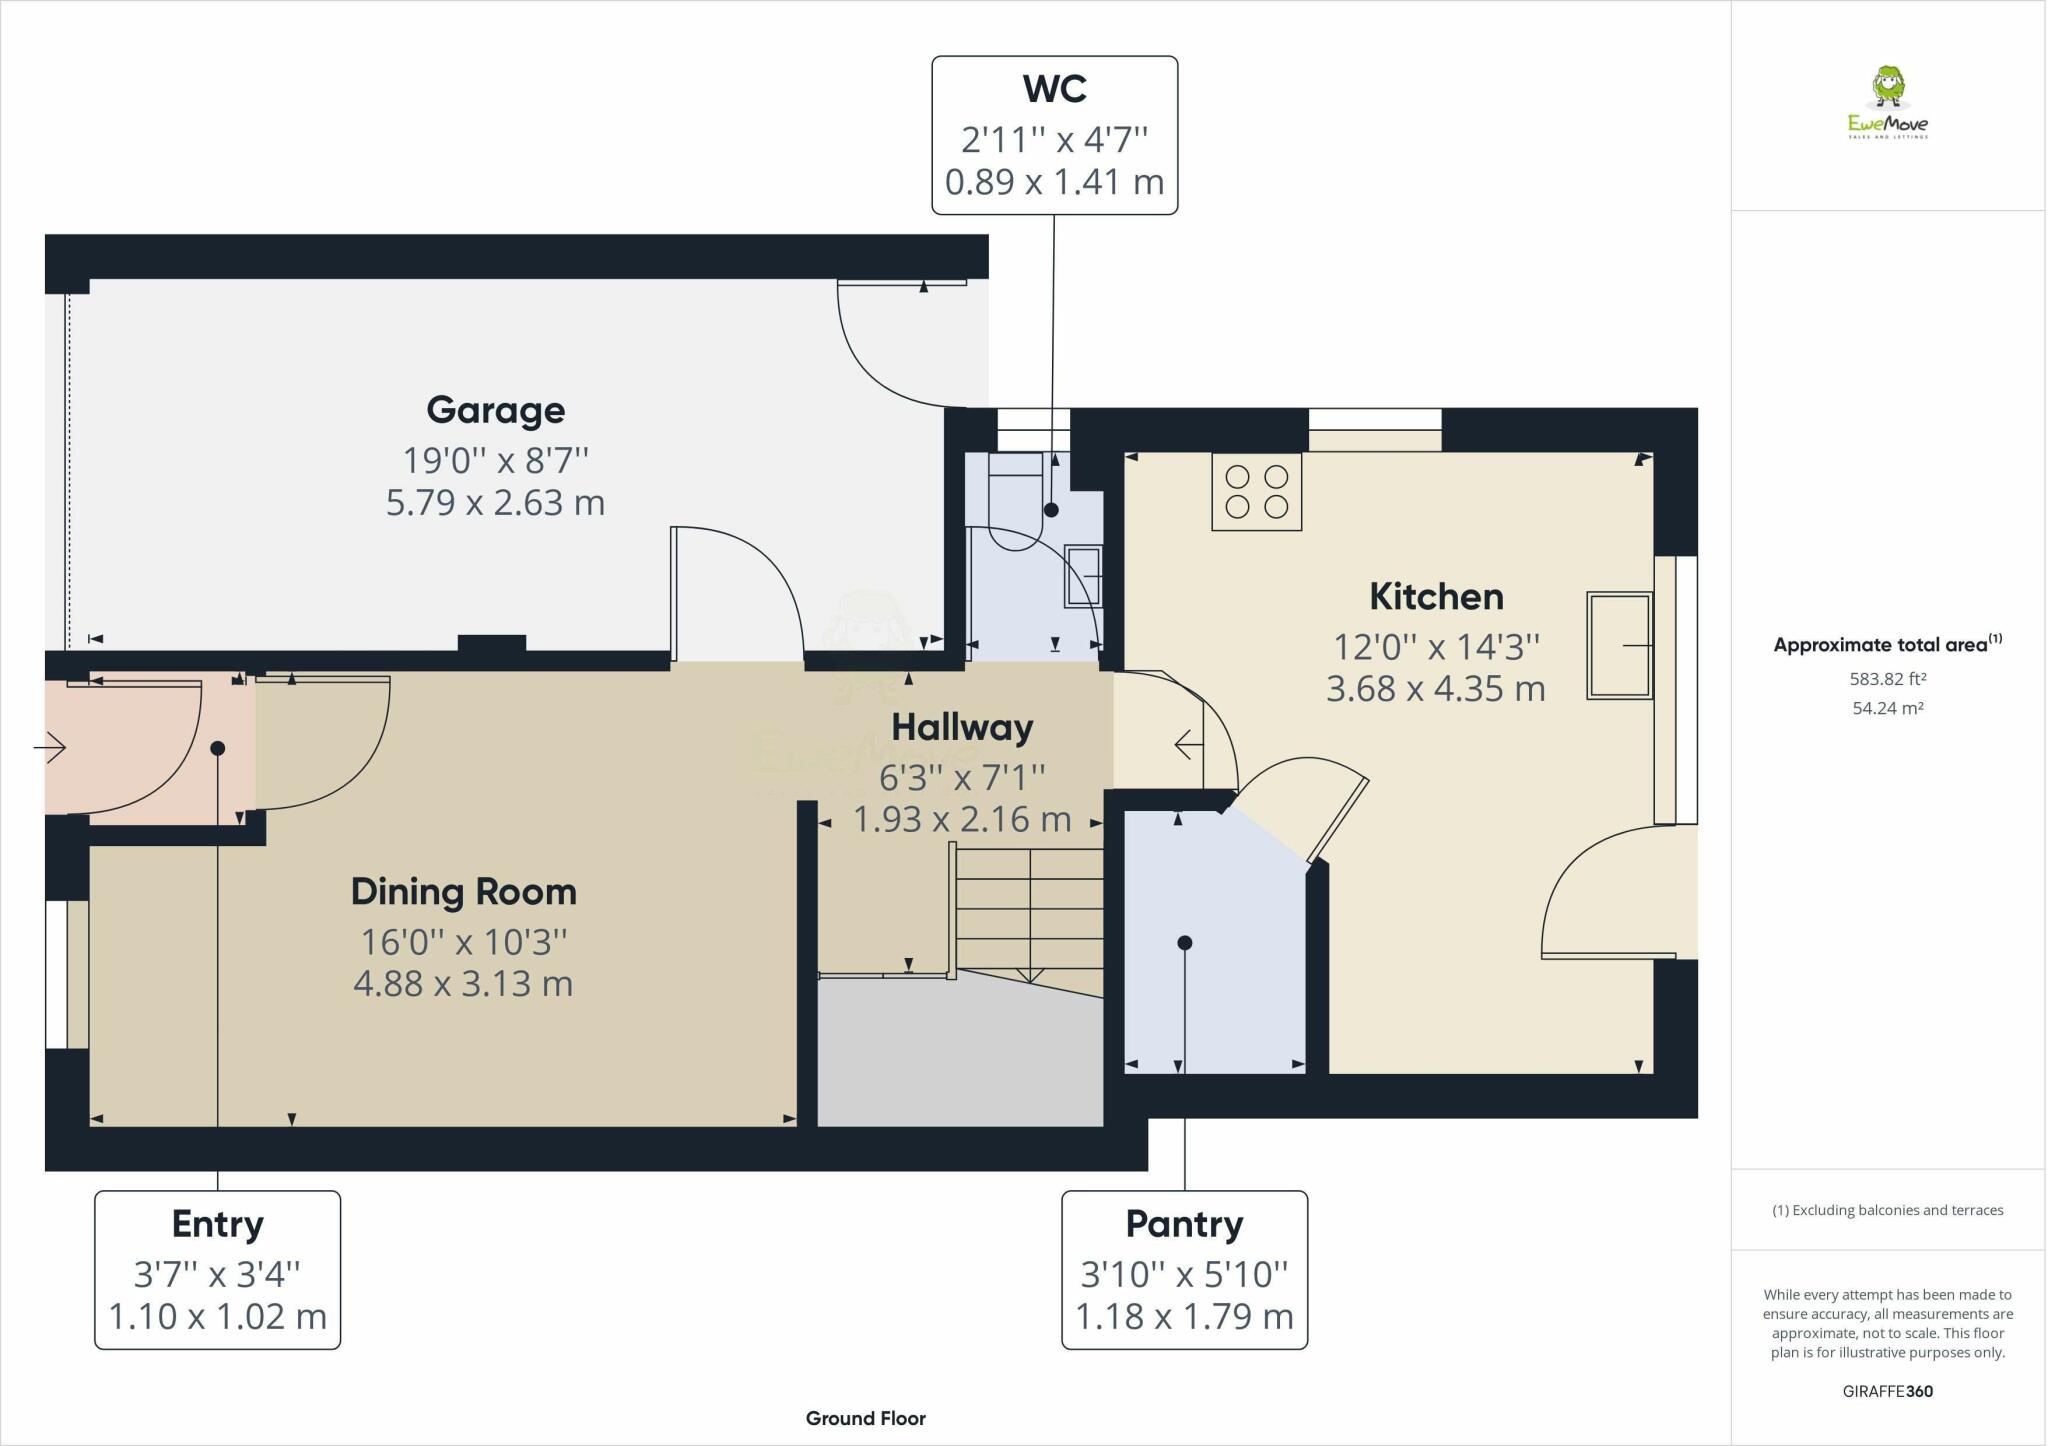 WC
2'11'' x 4'7''
0.89 x 1.41 m
Garage
19'0'' x 8'7''
5.79 x 2.63 m
Kitchen
12'0'' x 14'3''
3.68 x 4.35 m
Hallway
6'3'' x 7'1''
1.93 x 2.16 m
EweMove
Dining Room
16'0'' x 10'3''
4.88 x 3.13 m
Entry
3'7'' x 3'4''
1.10 x 1.02 m
Pantry
3'10'' x 5'10''
1.18 x 1.79 m
Ground Floor
EweMove
SALES AND LETTINGS
Approximate total area(1)
583.82 ft²
54.24 m²
(1) Excluding balconies and terraces
While every attempt has been made to
ensure accuracy, all measurements are
approximate, not to scale. This floor
plan is for illustrative purposes only.
GIRAFFE360